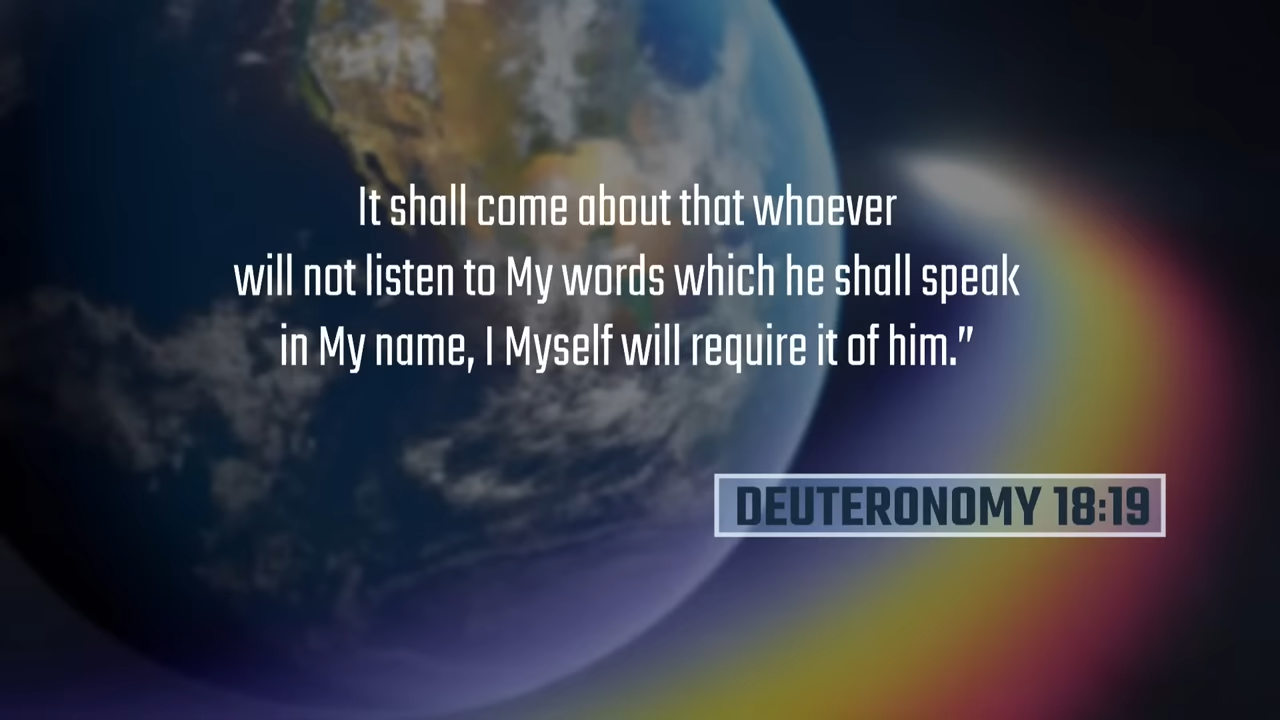 It shall come about that whoever
will not listen to My words which he shall speak
in My name, I Myself will require it of him.”
DEUTERONOMY 18:19